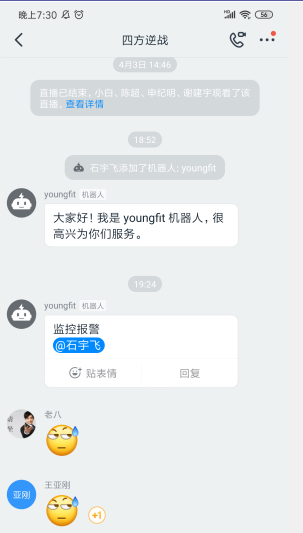 晚上7:30
56
四方逆战
4月3日 14:46
直播已结束，小白、陈超、申纪明、谢建宇观看了该
直播，查看详情
18:52
石宇飞添加了机器人: youngfit
youngfit 机器人
大家好！我是 youngfit 机器人，很
高兴为你们服务。
19:24
youngfit 机器人
监控报警
@石宇飞
贴表情
回复
老八
王亚刚
亚刚
+1